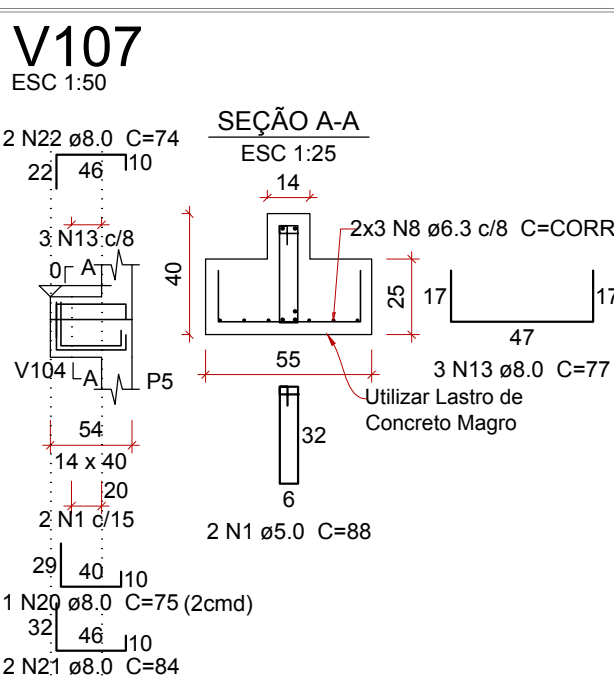 V107
ESC 1:50
SEÇÃO A-A
ESC 1:25
2 N22 ø8.0 C=74
22 46 10
14
3 N13 c/8
2x3 N8 ø6.3 c/8 C=CORR
0 A
40
25
17 17
47
3 N13 ø8.0 C=77
V104 A P5
55
Utilizar Lastro de
Concreto Magro
54
14 x 40
32
20
6
2 N1 c/15
2 N1 ø5.0 C=88
29 40 10
1 N20 ø8.0 C=75 (2cmd)
32 46 10
2 N21 ø8.0 C=84